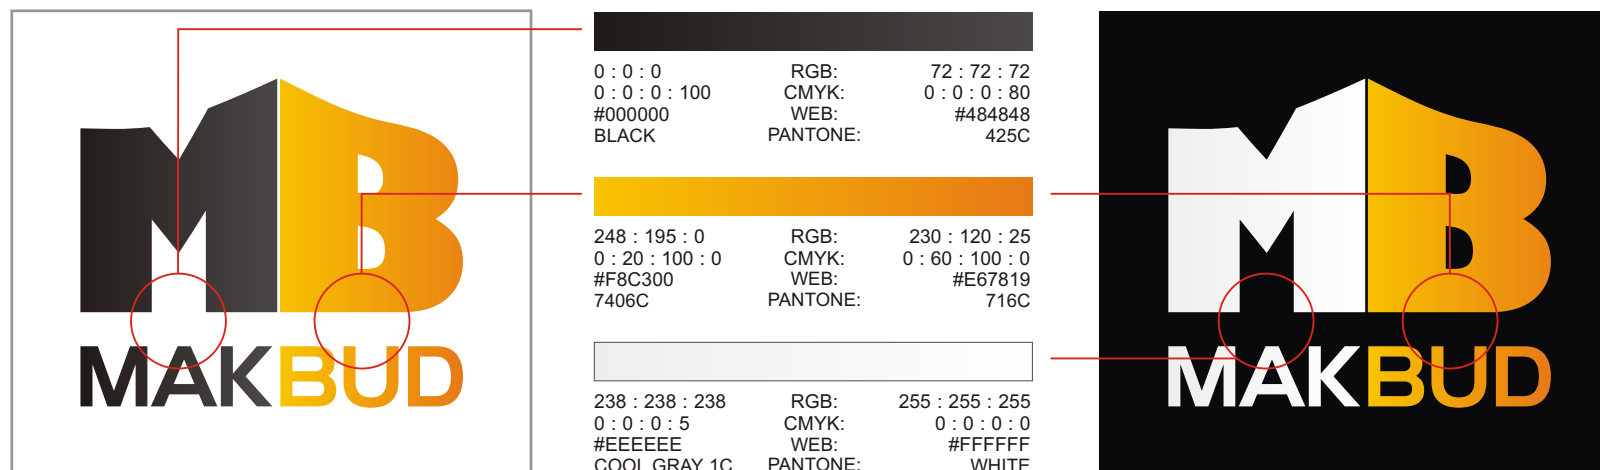 MB
MAKBUD
0 : 0 : 0 RGB: 72 : 72 : 72
0 : 0 : 0 : 100 CMYK: 0 : 0 : 0 : 80
#000000 WEB: #484848
BLACK PANTONE: 425C
248 : 195 : 0 RGB: 230 : 120 : 25
0 : 20 : 100 : 0 CMYK: 0 : 60 : 100 : 0
#F8C300 WEB: #E67819
7406C PANTONE: 716C
238 : 238 : 238 RGB: 255 : 255 : 255
0 : 0 : 0 : 5 CMYK: 0 : 0 : 0 : 0
#EEEEEE WEB: #FFFFFF
COOL GRAY 1C PANTONE: WHITE
MB
MAKBUD